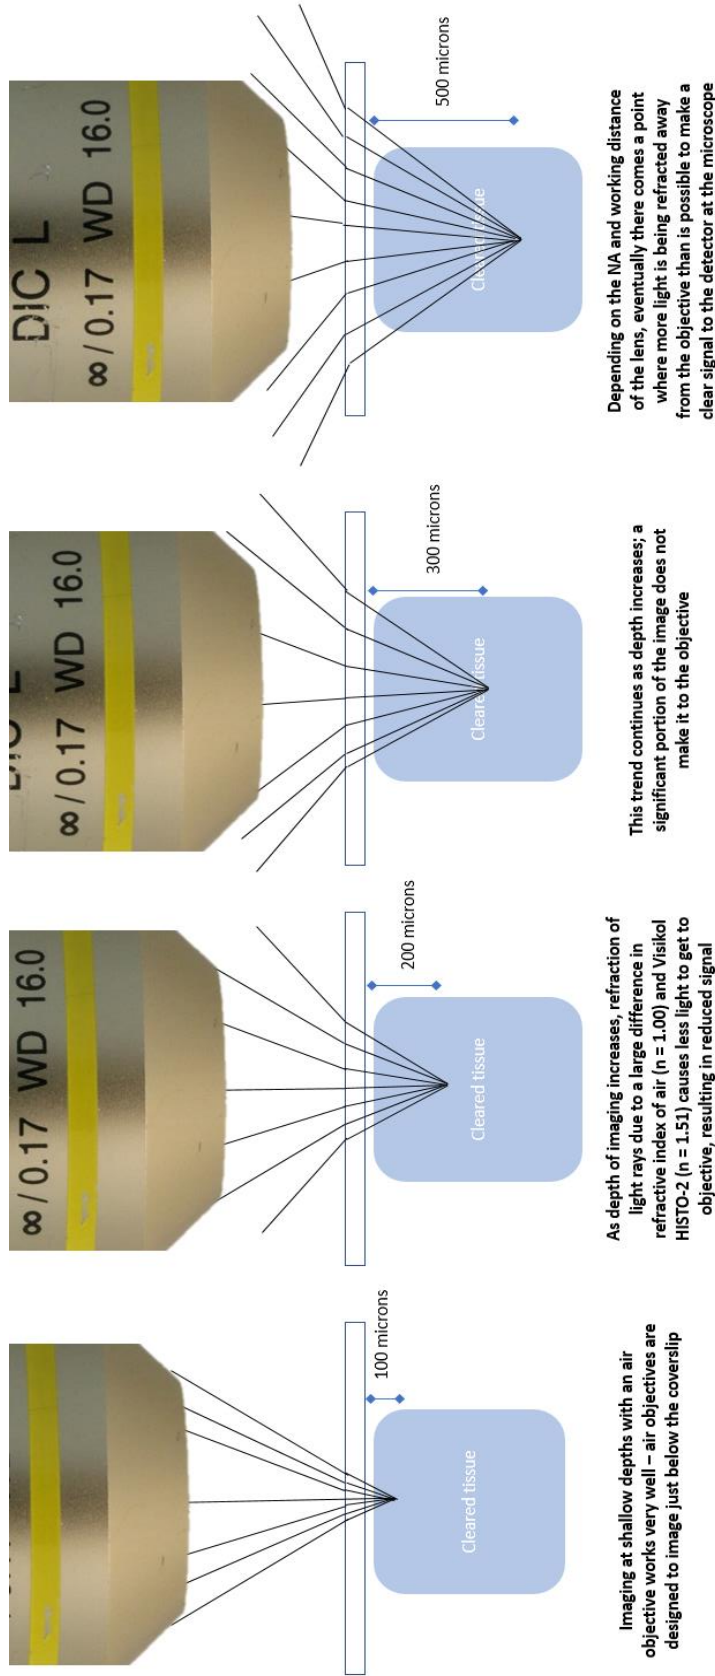 100 microns
Cleared tissue
Imaging at shallow depths with an air
objective works very well – air objectives are
designed to image just below the coverslip
∞/0.17 WD 16.0
200 microns
Cleared tissue
As depth of imaging increases, refraction of
light rays due to a large difference in
refractive index of air (n = 1.00) and Visikol
HISTO-2 (n = 1.51) causes less light to get to
objective, resulting in reduced signal
∞/0.17 WD 16.0
300 microns
Cleared tissue
This trend continues as depth increases; a
significant portion of the image does not
make it to the objective
DIC L
∞/0.17 WD 16.0
500 microns
Cleared tissue
Depending on the NA and working distance
of the lens, eventually there comes a point
where more light is being refracted away
from the objective than is possible to make a
clear signal to the detector at the microscope